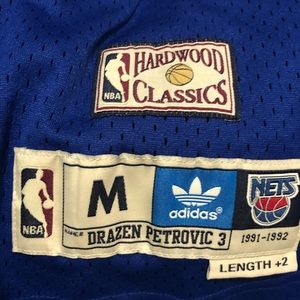 HARDWOOD
NBA
CLASSICS
M
adidas
NETS
NBA
DRAZEN PETROVIC 3
1991-1992
LENGTH +2